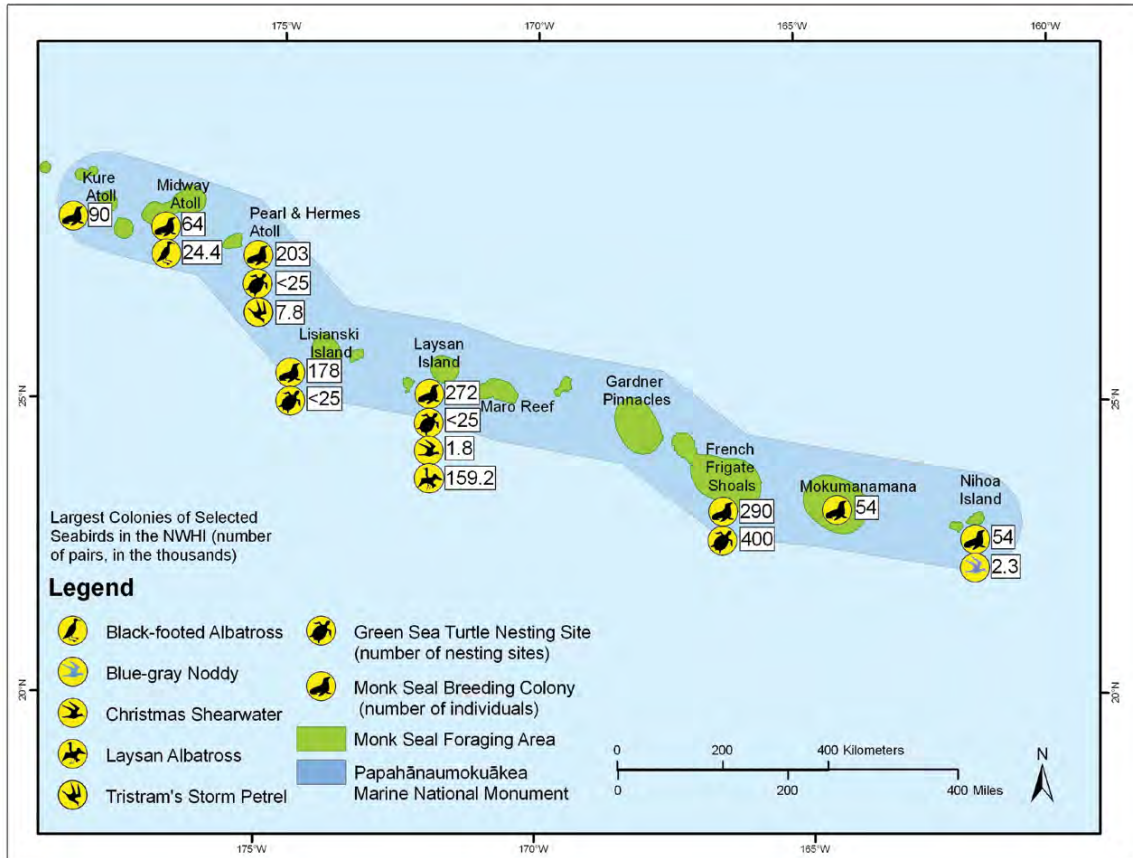 175°W
170°W
165°W
160°W
Kure
Atoll
90
Midway
Atoll
64
24.4
Pearl & Hermes
Atoll
203
<25
7.8
Lisianski
Island
178
<25
Laysan
Island
272
<25
1.8
159.2
Maro Reef
Gardner
Pinnacles
French
Frigate
Shoals
290
400
Mokumanamana
54
Nihoa
Island
54
2.3
25°N
25°N
20°N
20°N
Largest Colonies of Selected
Seabirds in the NWHI (number
of pairs, in the thousands)
Legend
Black-footed Albatross
Blue-gray Noddy
Christmas Shearwater
Laysan Albatross
Tristram's Storm Petrel
Green Sea Turtle Nesting Site
(number of nesting sites)
Monk Seal Breeding Colony
(number of individuals)
Monk Seal Foraging Area
Papahānaumokuākea
Marine National Monument
0 200 400 Kilometers
0 200 400 Miles
N
175°W
170°W
165°W